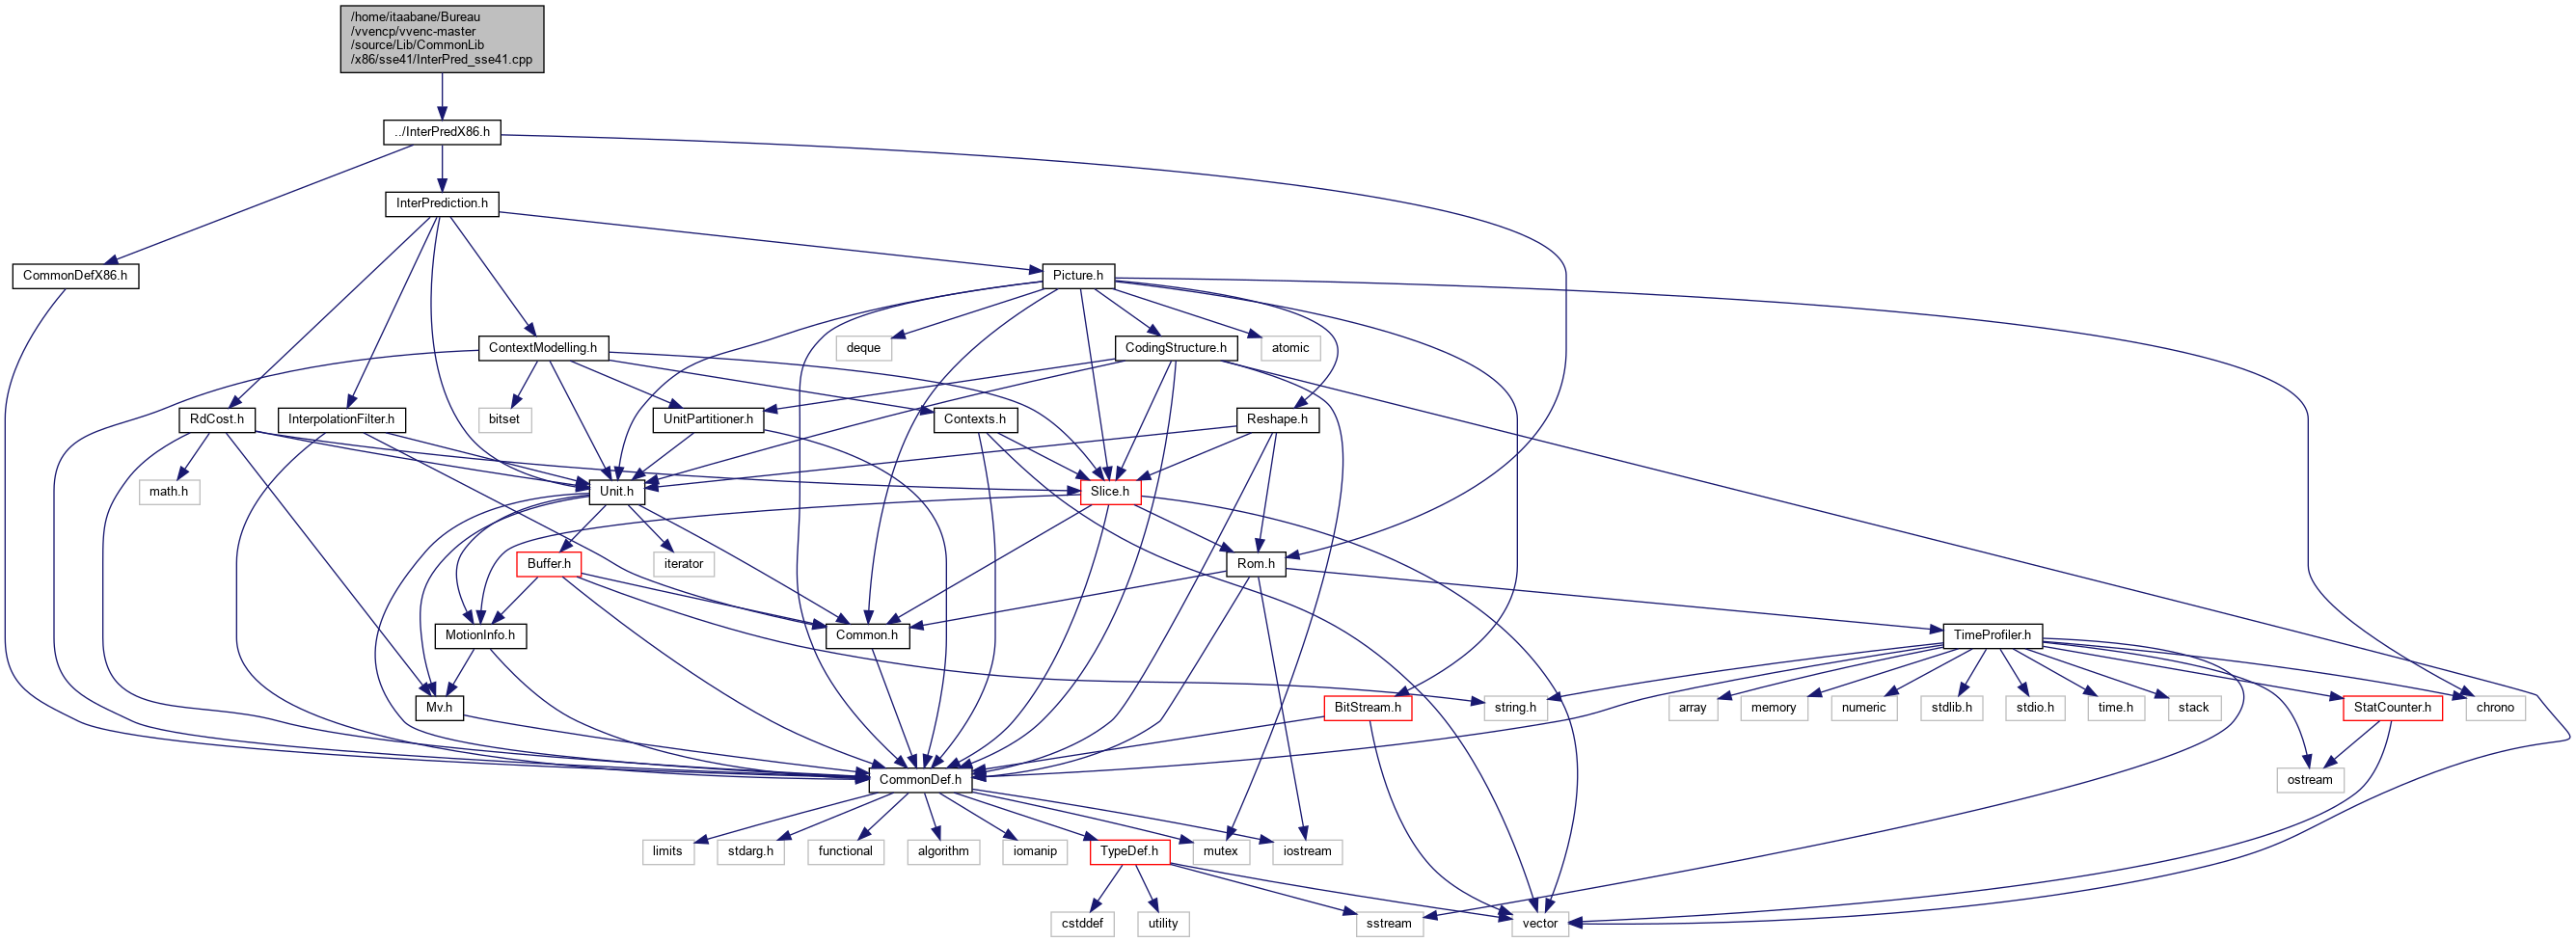 /home/itaabane/Bureau
/vvencp/vvenc-master
/source/Lib/CommonLib
/x86/sse41/InterPred_sse41.cpp
../InterPredX86.h
InterPrediction.h
CommonDefX86.h
Picture.h
ContextModelling.h
deque
CodingStructure.h
atomic
RdCost.h
InterpolationFilter.h
bitset
UnitPartitioner.h
Contexts.h
Reshape.h
math.h
Unit.h
Slice.h
Buffer.h
iterator
Rom.h
MotionInfo.h
Common.h
TimeProfiler.h
Mv.h
BitStream.h
string.h
array
memory
numeric
stdlib.h
stdio.h
time.h
stack
StatCounter.h
chrono
CommonDef.h
ostream
limits
stdarg.h
functional
algorithm
iomanip
TypeDef.h
mutex
iostream
cstddef
utility
sstream
vector